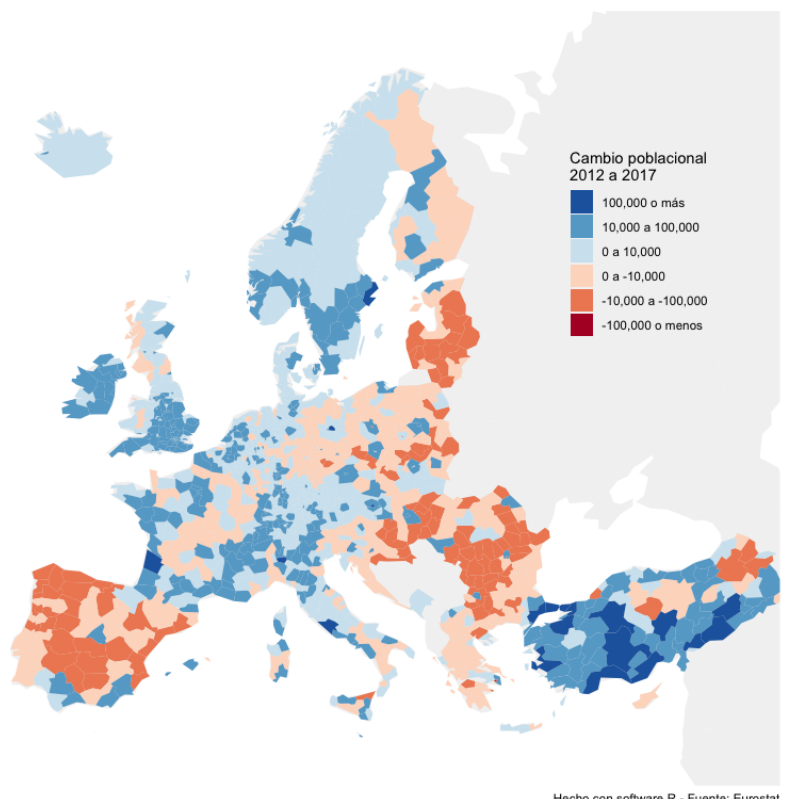 Cambio poblacional
2012 a 2017
100,000 o más
10,000 a 100,000
0 a 10,000
0 a -10,000
-10,000 a -100,000
-100,000 o menos
Hecho con software R - Fuente: Eurostat